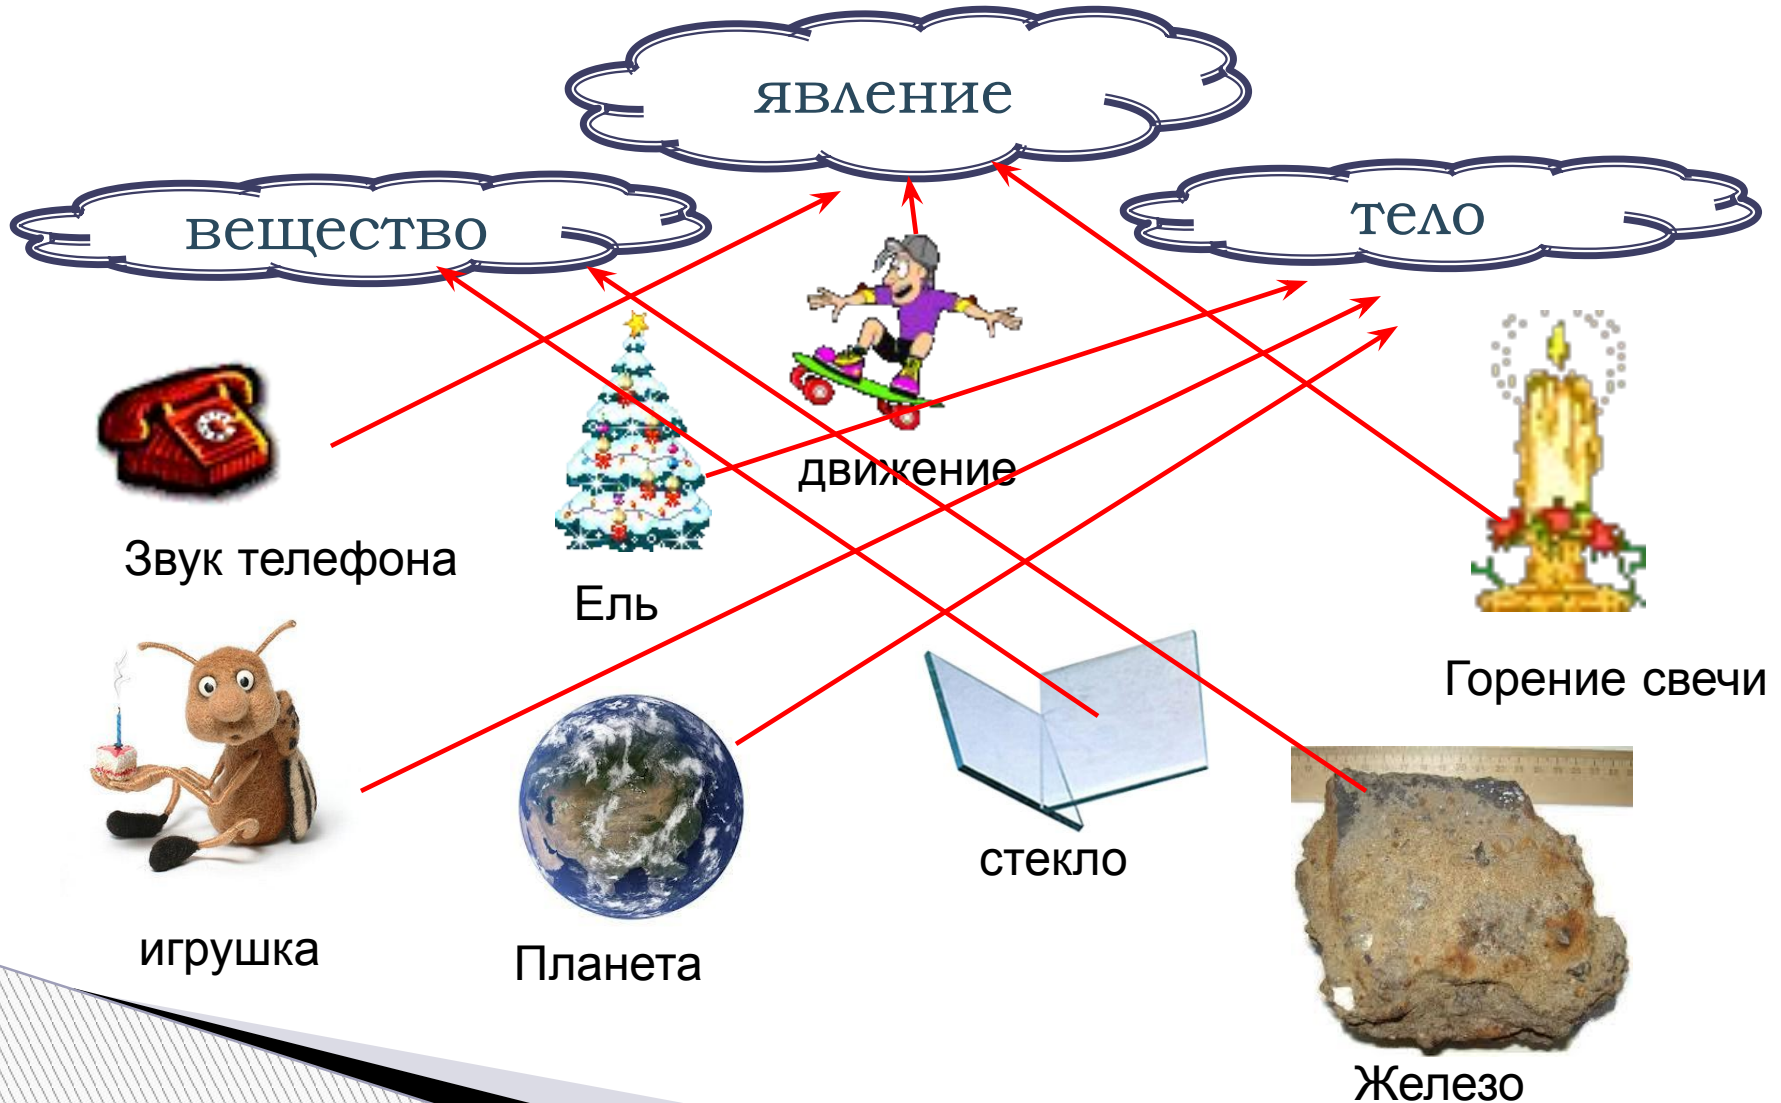 явление
вещество
тело
движение
Звук телефона
Ель
Горение свечи
стекло
игрушка
Планета
Железо